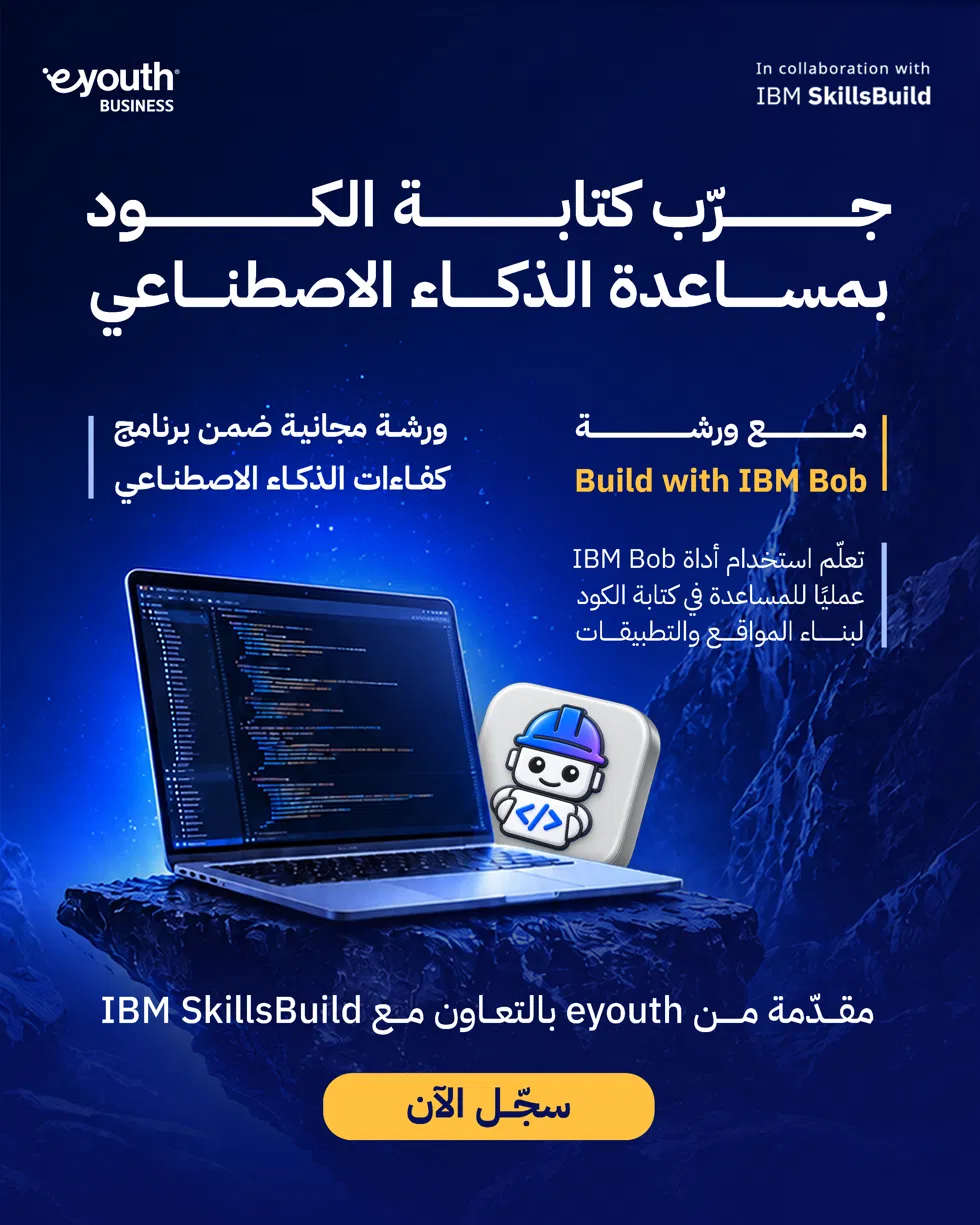 eyouth
BUSINESS
In collaboration with
IBM SkillsBuild
جرّب كتابة الكود
بمساعدة الذكاء الاصطناعي
مع ورشة
Build with IBM Bob
ورشة مجانية ضمن برنامج
كفاءات الذكاء الاصطناعي
تعلّم استخدام أداة IBM Bob
عمليًا للمساعدة في كتابة الكود
لبناء المواقع والتطبيقات
</>
مقدّمة من eyouth بالتعاون مع IBM SkillsBuild
سجّل الآن